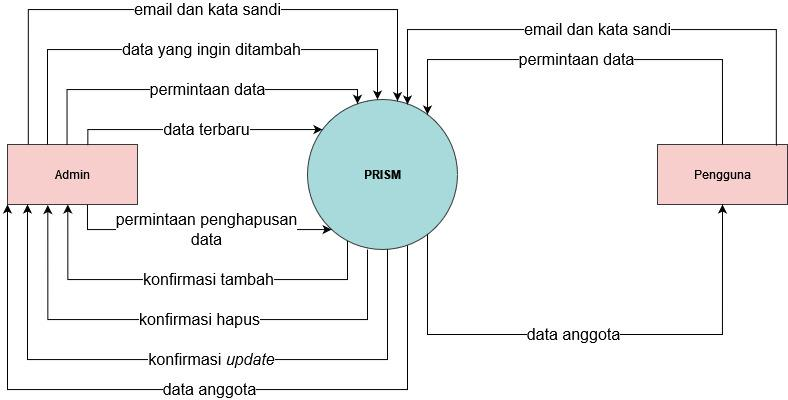 email dan kata sandi
email dan kata sandi
data yang ingin ditambah
permintaan data
permintaan data
data terbaru
Admin
PRISM
Pengguna
permintaan penghapusan
data
konfirmasi tambah
konfirmasi hapus
data anggota
konfirmasi update
data anggota